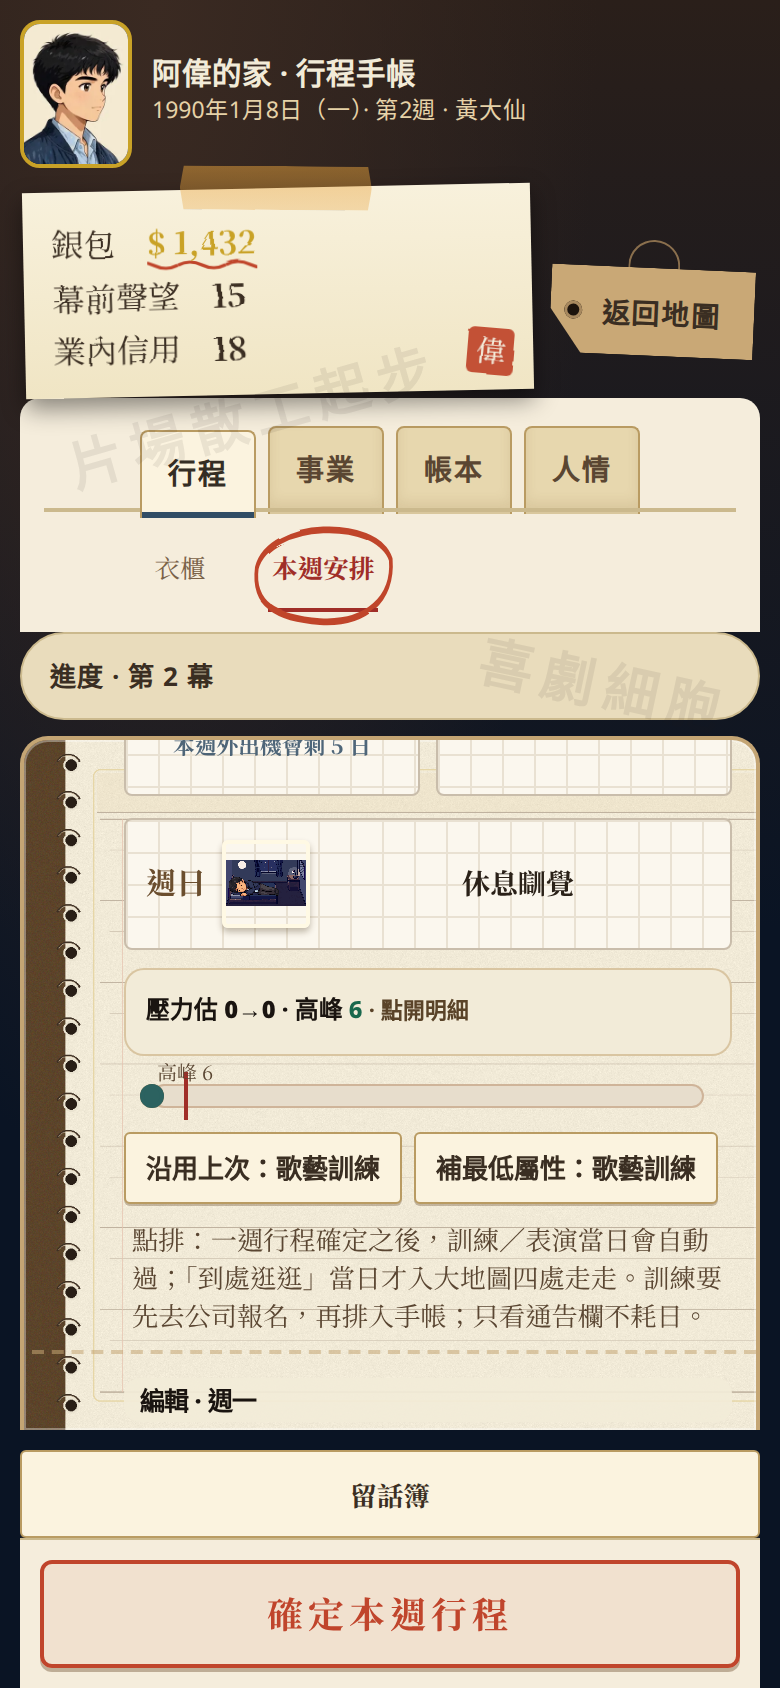 阿偉的家 · 行程手帳
1990年1月8日（一）· 第2週 · 黃大仙
銀包 $ 1,432
幕前聲望 15
業內信用 18
偉
返回地圖
片場散工起步
行程 事業 帳本 人情
衣櫃 本週安排
進度 · 第 2 幕
喜劇細胞
本週外出機會剩 5 日
週日 休息瞓覺
壓力估 0→0 · 高峰 6 · 點開明細
高峰 6
沿用上次：歌藝訓練 補最低屬性：歌藝訓練
點排：一週行程確定之後，訓練／表演當日會自動
過；「到處逛逛」當日才入大地圖四處走走。訓練要
先去公司報名，再排入手帳；只看通告欄不耗日。
編輯 · 週一
留話簿
確定本週行程